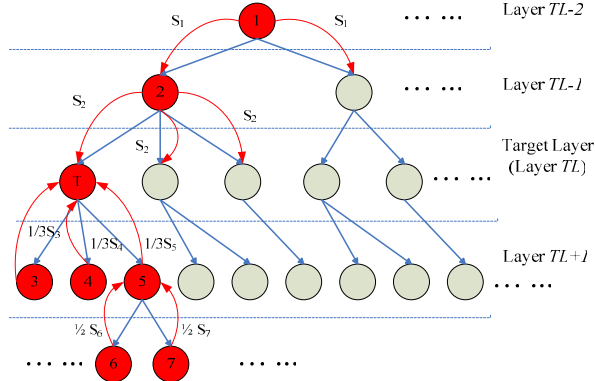 Layer TL-2
1
S1
S1
... ...
Layer TL-1
2
S2
S2
S2
... ...
Target Layer
(Layer TL)
T
... ...
1/3S3
1/3S4
1/3S5
Layer TL+1
3
4
5
... ...
½ S6
½ S7
... ...
6
7
... ...